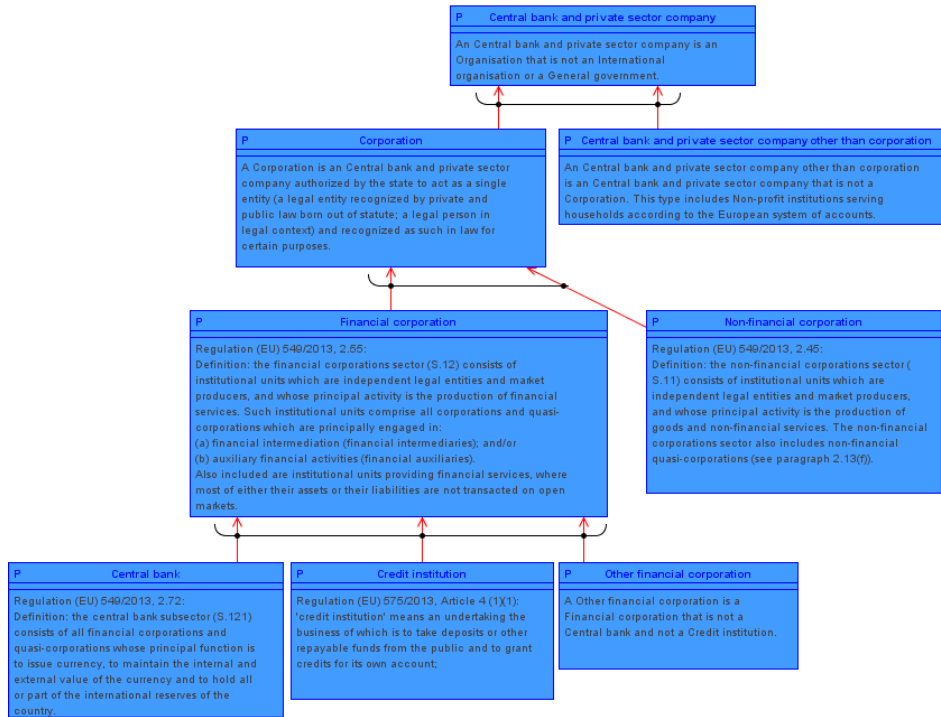 P Central bank and private sector company
An Central bank and private sector company is an
Organisation that is not an International
organisation or a General government.
P Corporation
A Corporation is an Central bank and private sector
company authorized by the state to act as a single
entity (a legal entity recognized by private and
public law born out of statute; a legal person in
legal context) and recognized as such in law for
certain purposes.
P Central bank and private sector company other than corporation
An Central bank and private sector company other than corporation
is an Central bank and private sector company that is not a
Corporation. This type includes Non-profit institutions serving
households according to the European system of accounts.
P Financial corporation
Regulation (EU) 549/2013, 2.55:
Definition: the financial corporations sector (S.12) consists of
institutional units which are independent legal entities and market
producers, and whose principal activity is the production of financial
services. Such institutional units comprise all corporations and quasi-
corporations which are principally engaged in:
(a) financial intermediation (financial intermediaries); and/or
(b) auxiliary financial activities (financial auxiliaries).
Also included are institutional units providing financial services, where
most of either their assets or their liabilities are not transacted on open
markets.
P Non-financial corporation
Regulation (EU) 549/2013, 2.45:
Definition: the non-financial corporations sector (
S.11) consists of institutional units which are
independent legal entities and market producers,
and whose principal activity is the production of
goods and non-financial services. The non-financial
corporations sector also includes non-financial
quasi-corporations (see paragraph 2.13(f)).
P Central bank
Regulation (EU) 549/2013, 2.72:
Definition: the central bank subsector (S.121)
consists of all financial corporations and
quasi-corporations whose principal function is
to issue currency, to maintain the internal and
external value of the currency and to hold all
or part of the international reserves of the
country.
P Credit institution
Regulation (EU) 575/2013, Article 4 (1)(1):
'credit institution' means an undertaking the
business of which is to take deposits or other
repayable funds from the public and to grant
credits for its own account;
P Other financial corporation
A Other financial corporation is a
Financial corporation that is not a
Central bank and not a Credit institution.